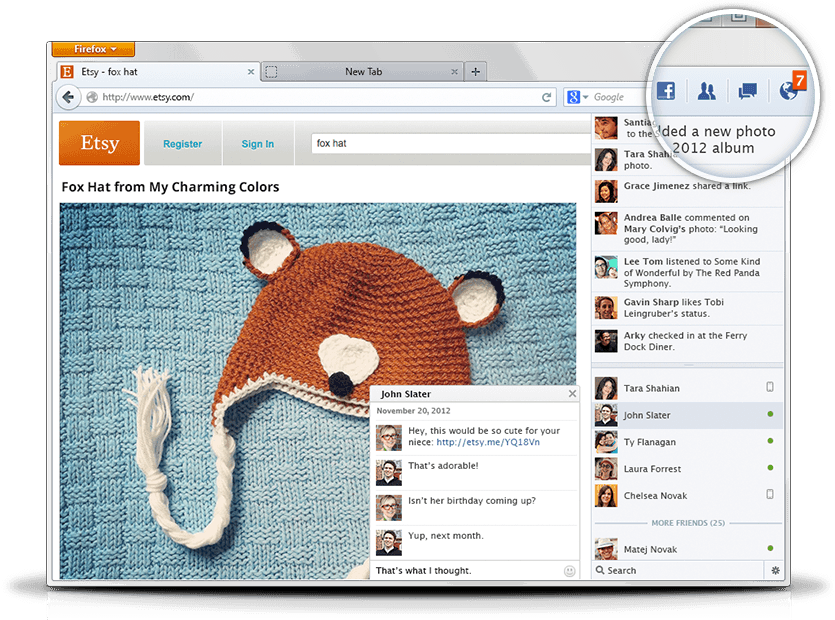 Firefox
Etsy - fox hat
New Tab
http://www.etsy.com/
Google
7
Etsy
Register
Sign In
fox hat
Fox Hat from My Charming Colors
dded a new photo
2012 album
to the
Tara
photo.
Grace Jimenez shared a link.
Andrea Balle commented on
Mary Colvig's photo: “Looking
good, lady!”
Lee Tom listened to Some Kind
of Wonderful by The Red Panda
Symphony.
Gavin Sharp likes Tobi
Leingruber's status.
Arky checked in at the Ferry
Dock Diner.
Tara Shahian
John Slater
Ty Flanagan
Laura Forrest
Chelsea Novak
MORE FRIENDS (25)
Matej Novak
Search
John Slater
November 20, 2012
Hey, this would be so cute for your
niece: http://etsy.me/YQ18Vn
That's adorable!
Isn't her birthday coming up?
Yup, next month.
That's what I thought.